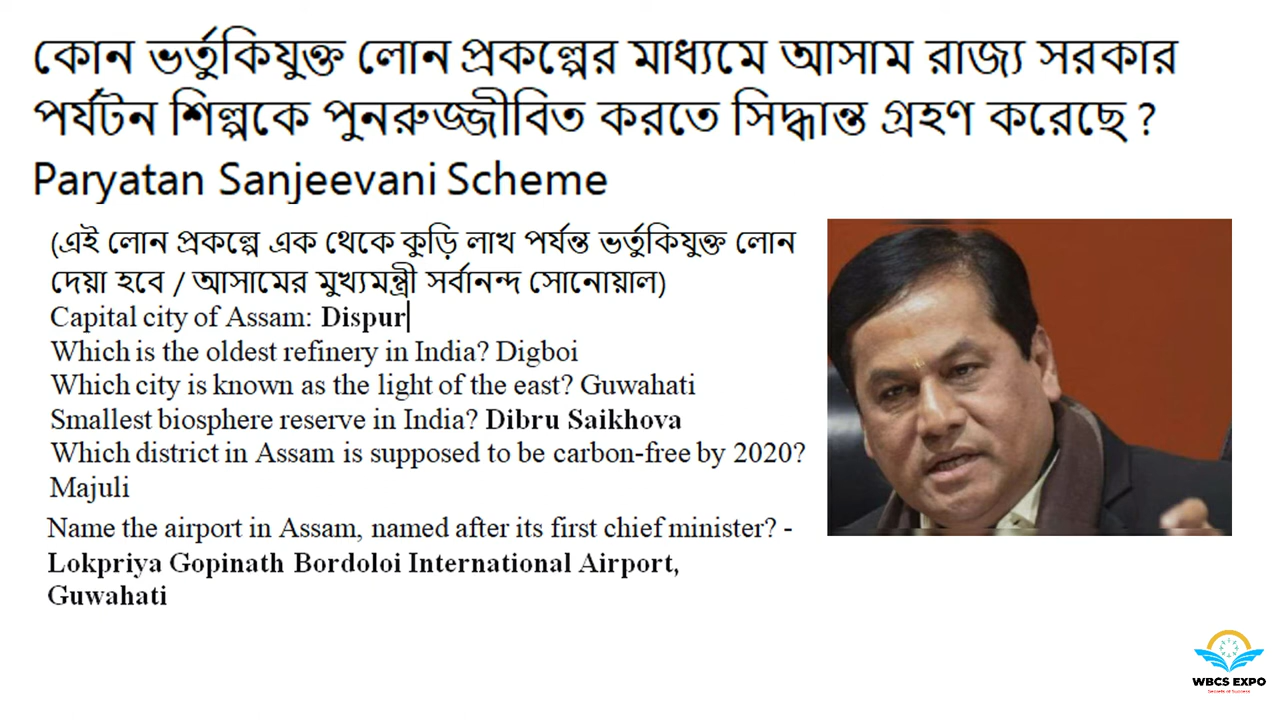 কোন ভর্তুকিযুক্ত লোন প্রকল্পের মাধ্যমে আসাম রাজ্য সরকার
পর্যটন শিল্পকে পুনরুজ্জীবিত করতে সিদ্ধান্ত গ্রহণ করেছে ?
Paryatan Sanjeevani Scheme
(এই লোন প্রকল্পে এক থেকে কুড়ি লাখ পর্যন্ত ভর্তুকিযুক্ত লোন
দেয়া হবে / আসামের মুখ্যমন্ত্রী সর্বানন্দ সোনোয়াল)
Capital city of Assam: Dispur
Which is the oldest refinery in India? Digboi
Which city is known as the light of the east? Guwahati
Smallest biosphere reserve in India? Dibru Saikhova
Which district in Assam is supposed to be carbon-free by 2020?
Majuli
Name the airport in Assam, named after its first chief minister? -
Lokpriya Gopinath Bordoloi International Airport,
Guwahati
WBCS EXPO
Secrets of Success